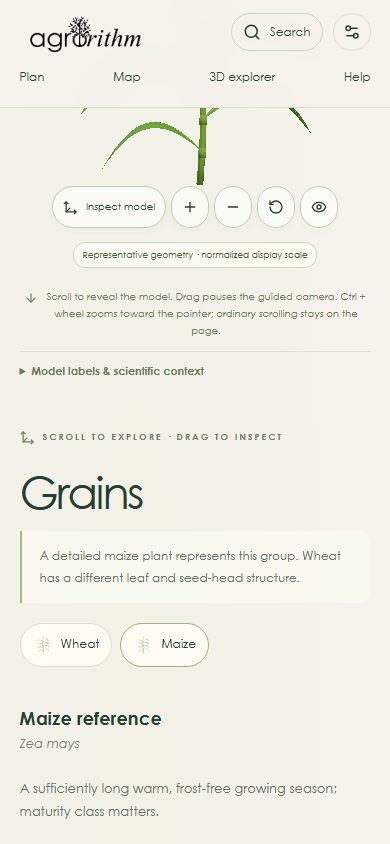 agrorithm
Search
Plan
Map
3D explorer
Help
Inspect model
Representative geometry · normalized display scale
Scroll to reveal the model. Drag pauses the guided camera. Ctrl +
wheel zooms toward the pointer; ordinary scrolling stays on the
page.
Model labels & scientific context
SCROLL TO EXPLORE · DRAG TO INSPECT
Grains
A detailed maize plant represents this group. Wheat
has a different leaf and seed-head structure.
Wheat
Maize
Maize reference
Zea mays
A sufficiently long warm, frost-free growing season;
maturity class matters.